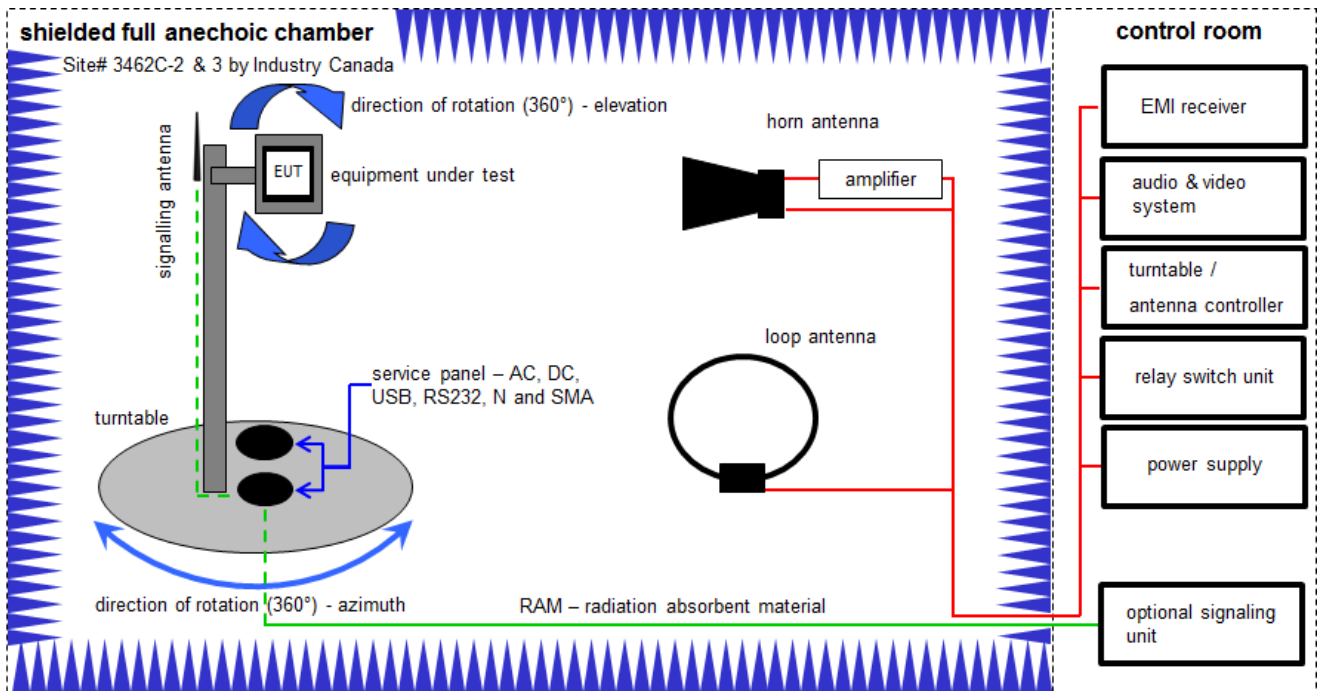 shielded full anechoic chamber
Site# 3462C-2 & 3 by Industry Canada
direction of rotation (360°) - elevation
signalling antenna
EUT
equipment under test
horn antenna
amplifier
loop antenna
service panel – AC, DC,
USB, RS232, N and SMA
turntable
direction of rotation (360°) - azimuth
RAM – radiation absorbent material
control room
EMI receiver
audio & video
system
turntable /
antenna controller
relay switch unit
power supply
optional signaling
unit